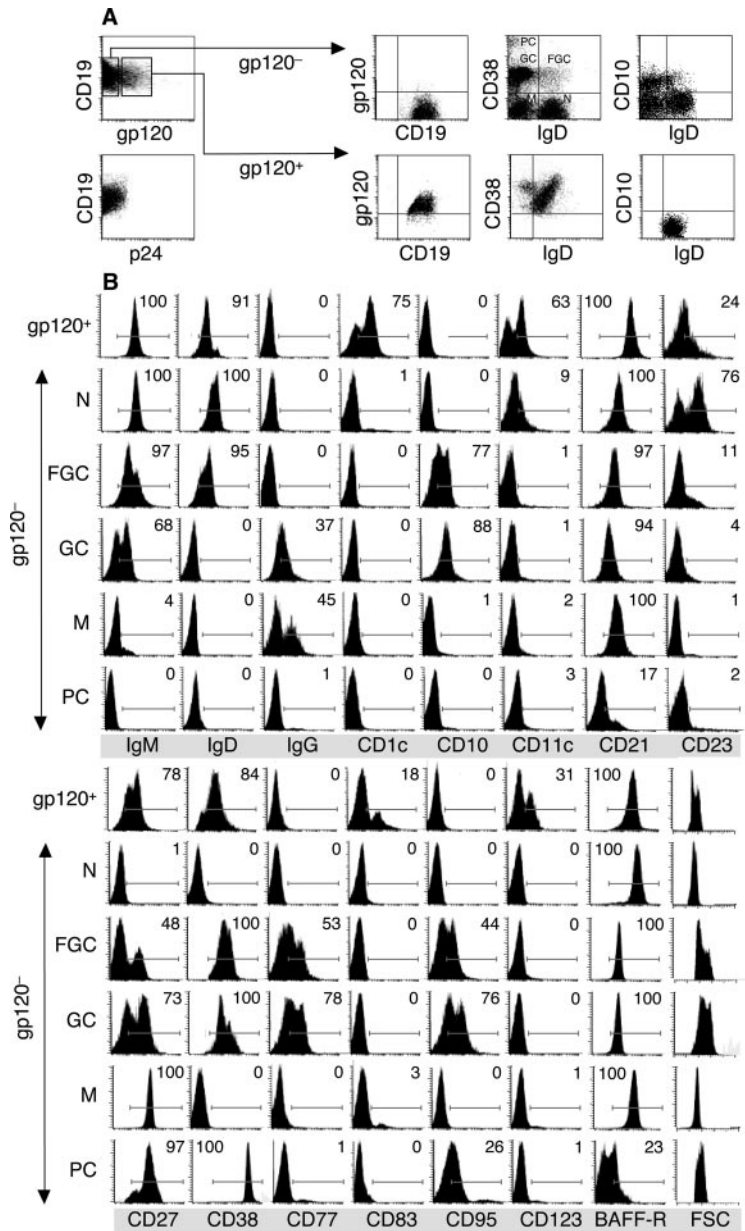 A
CD19
gp120
gp120⁻
gp120
CD19
CD38
PC
GC
FGC
M
N
IgD
CD10
IgD
CD19
p24
gp120⁺
gp120
CD19
CD38
IgD
CD10
IgD
B
gp120⁺ 100 91 0 75 0 63 100 24
gp120⁻
N 100 100 0 1 0 9 100 76
FGC 97 95 0 0 77 1 97 11
GC 68 0 37 0 88 1 94 4
M 4 0 45 0 1 2 100 1
PC 0 0 1 0 0 3 17 2
IgM IgD IgG CD1c CD10 CD11c CD21 CD23
gp120⁺ 78 84 0 18 0 31 100
gp120⁻
N 1 0 0 0 0 0 100
FGC 48 100 53 0 44 0 100
GC 73 100 78 0 76 0 100
M 100 0 0 3 0 1 100
PC 97 100 1 0 26 1 23
CD27 CD38 CD77 CD83 CD95 CD123 BAFF-R FSC